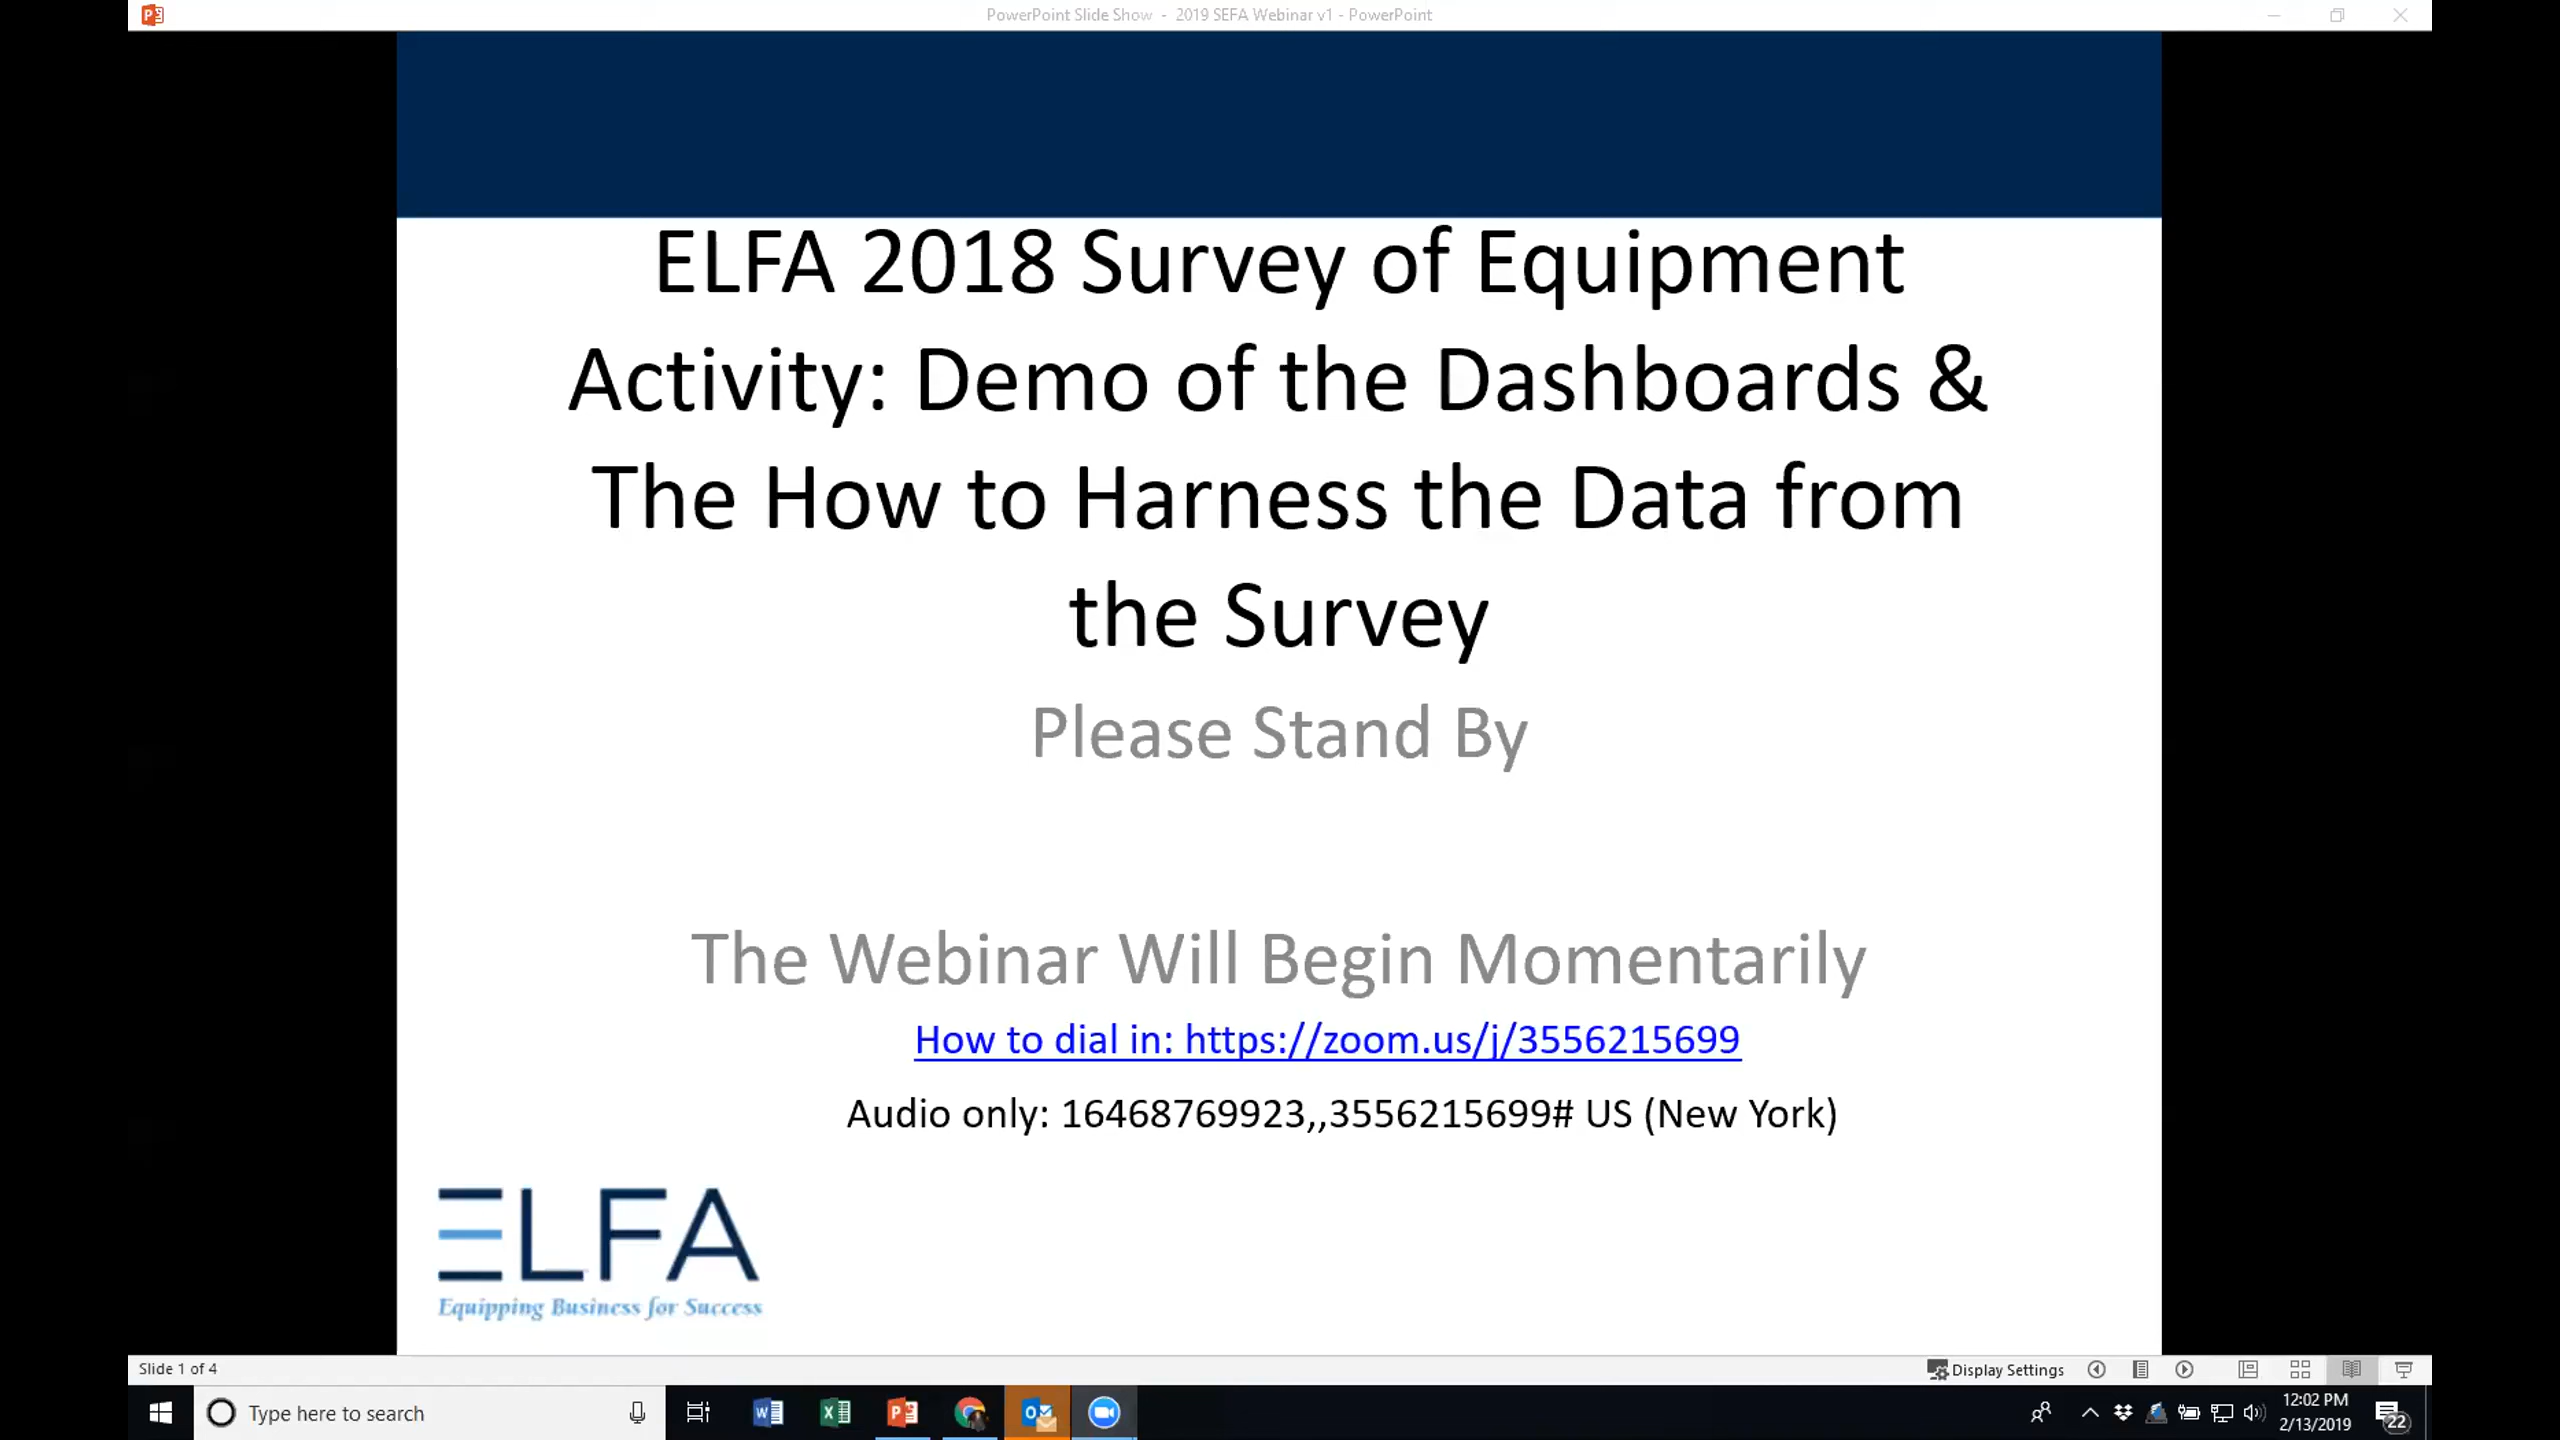 PowerPoint Slide Show - 2019 SEFA Webinar v1 - PowerPoint
ELFA 2018 Survey of Equipment
Activity: Demo of the Dashboards &
The How to Harness the Data from
the Survey
Please Stand By
The Webinar Will Begin Momentarily
How to dial in: https://zoom.us/j/3556215699
Audio only: 16468769923,,3556215699# US (New York)
ELFA
Equipping Business for Success
Slide 1 of 4
Display Settings
Type here to search
12:02 PM
2/13/2019
22